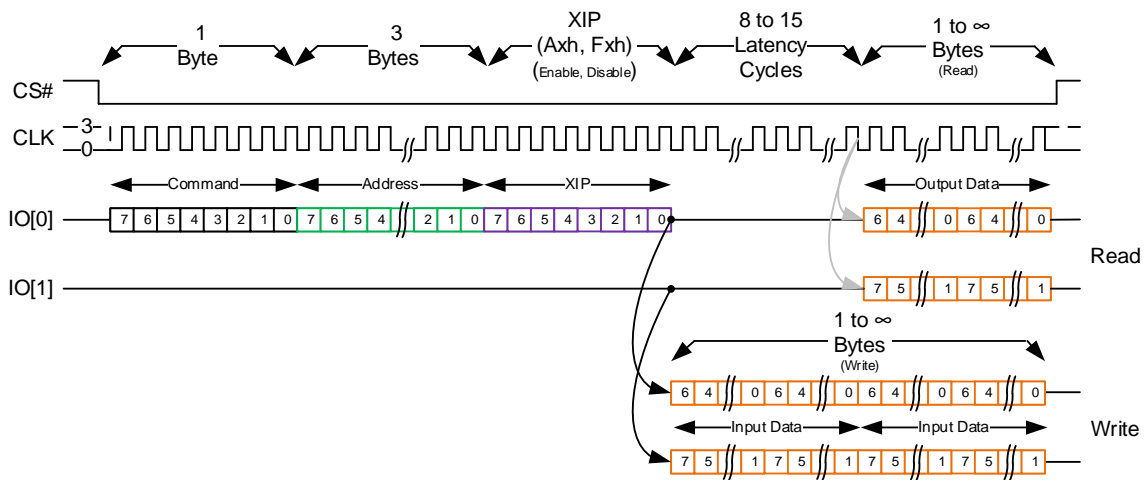 1
Byte
3
Bytes
XIP
(Axh, Fxh)
(Enable, Disable)
8 to 15
Latency
Cycles
1 to ∞
Bytes
(Read)
CS#
CLK 3 0
Command Address XIP Output Data
IO[0] 7 6 5 4 3 2 1 0 7 6 5 4 2 1 0 7 6 5 4 3 2 1 0 6 4 0 6 4 0
Read
IO[1] 7 5 1 7 5 1
1 to ∞
Bytes
(Write)
6 4 0 6 4 0 6 4 0 6 4 0
Input Data Input Data Write
7 5 1 7 5 1 7 5 1 7 5 1